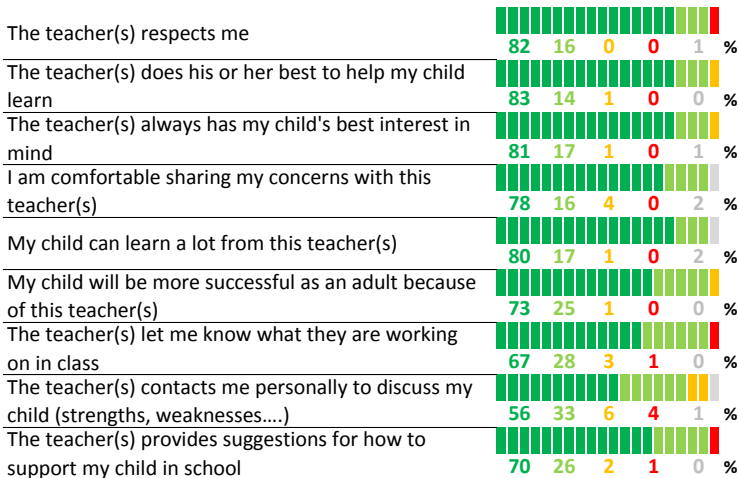 The teacher(s) respects me
82 16 0 0 1 %
The teacher(s) does his or her best to help my child
learn
83 14 1 0 0 %
The teacher(s) always has my child's best interest in
mind
81 17 1 0 1 %
I am comfortable sharing my concerns with this
teacher(s)
78 16 4 0 2 %
My child can learn a lot from this teacher(s)
80 17 1 0 2 %
My child will be more successful as an adult because
of this teacher(s)
73 25 1 0 0 %
The teacher(s) let me know what they are working
on in class
67 28 3 1 0 %
The teacher(s) contacts me personally to discuss my
child (strengths, weaknesses....)
56 33 6 4 1 %
The teacher(s) provides suggestions for how to
support my child in school
70 26 2 1 0 %